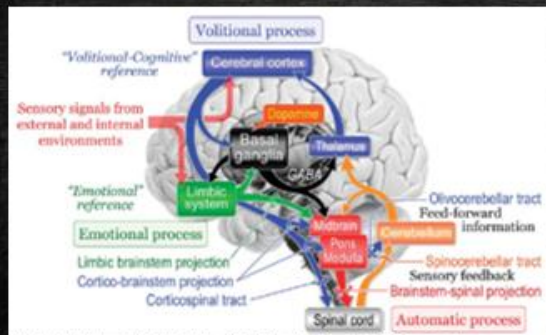 Volitional process
"Volitional-Cognitive"
reference
Cerebral cortex
Sensory signals from
external and internal
environments
Dopamine
Basal
ganglia
Thalamus
GABA
"Emotional"
reference
Limbic
system
Emotional process
Olivocerebellar tract
Feed-forward
information
Midbrain
Pons
Medulla
Cerebellum
Limbic brainstem projection
Cortico-brainstem projection
Corticospinal tract
Spinocerebellar tract
Sensory feedback
Brainstem-spinal projection
Spinal cord
Automatic process